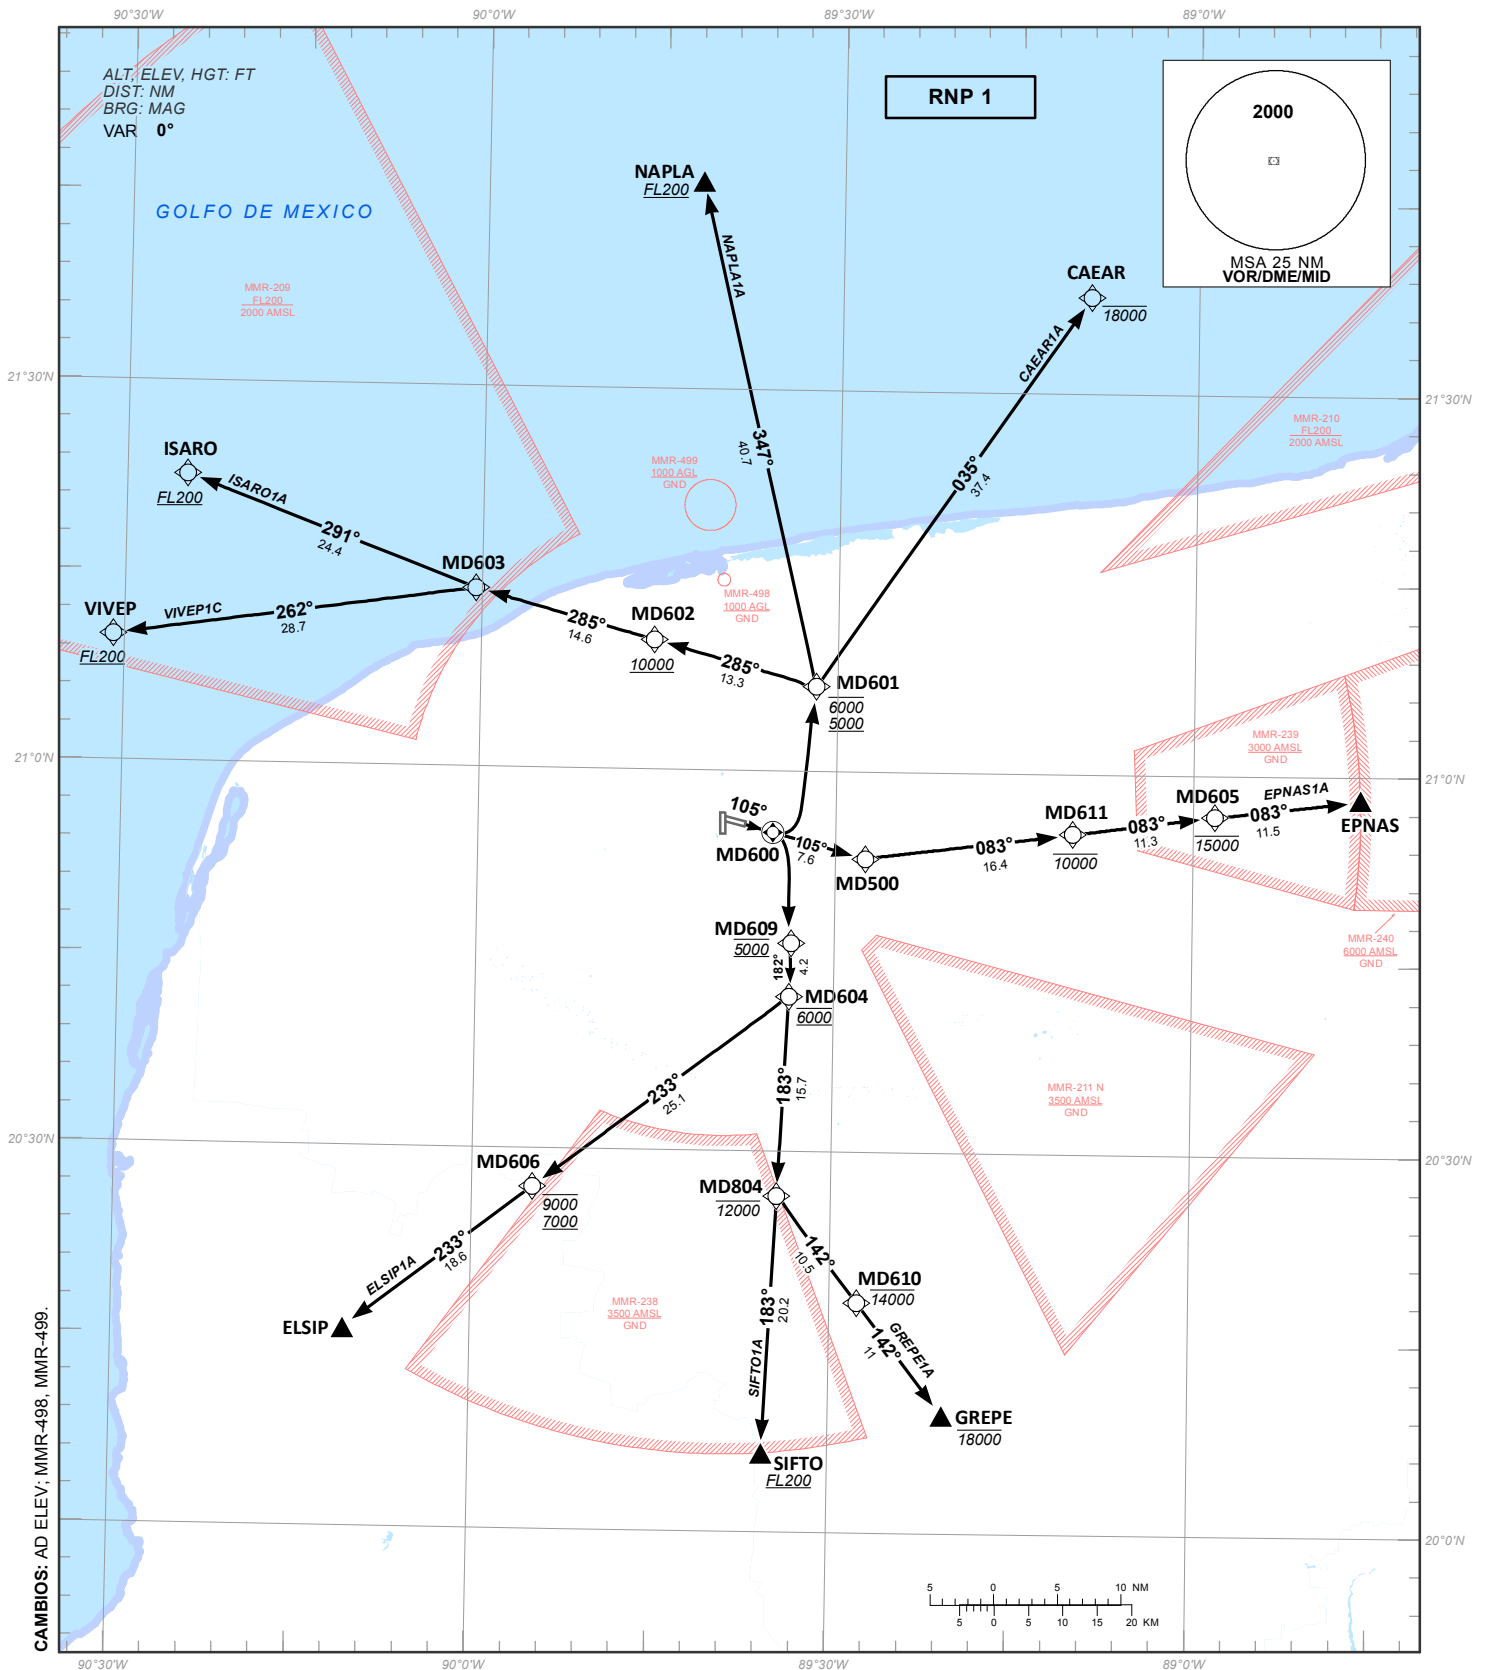 90°30'W
90°0'W
89°30'W
89°0'W
ALT, ELEV, HGT: FT
DIST: NM
BRG: MAG
VAR 0°
RNP 1
2000
MSA 25 NM
VOR/DME/MID
GOLFO DE MEXICO
NAPLA
FL200
NAPLA1A
347°
40.7
CAEAR
18000
CAEAR1A
035°
37.4
MMR-209
FL200
2000 AMSL
21°30'N
21°30'N
MMR-210
FL200
2000 AMSL
MMR-499
1000 AGL
GND
ISARO
FL200
ISARO1A
291°
24.4
MD603
VIVEP
FL200
VIVEP1C
262°
28.7
285°
14.6
MD602
10000
MMR-498
1000 AGL
GND
285°
13.3
MD601
6000
5000
21°0'N
21°0'N
MMR-239
3000 AMSL
GND
105°
MD600
105°
7.6
MD500
083°
16.4
MD611
10000
083°
11.3
MD605
15000
EPNAS1A
083°
11.5
EPNAS
MD609
5000
182°
4.2
MD604
6000
MMR-240
6000 AMSL
GND
233°
25.1
183°
15.7
MMR-211 N
3500 AMSL
GND
20°30'N
20°30'N
MD606
9000
7000
MD804
12000
233°
18.6
ELSIP1A
ELSIP
142°
10.5
MD610
14000
MMR-238
3500 AMSL
GND
183°
20.2
SIFTO1A
142°
11
GREPE1A
GREPE
18000
SIFTO
FL200
20°0'N
20°0'N
CAMBIOS: AD ELEV; MMR-498, MMR-499.
5 0 5 10 NM
5 0 5 10 15 20 KM
90°30'W
90°0'W
89°30'W
89°0'W